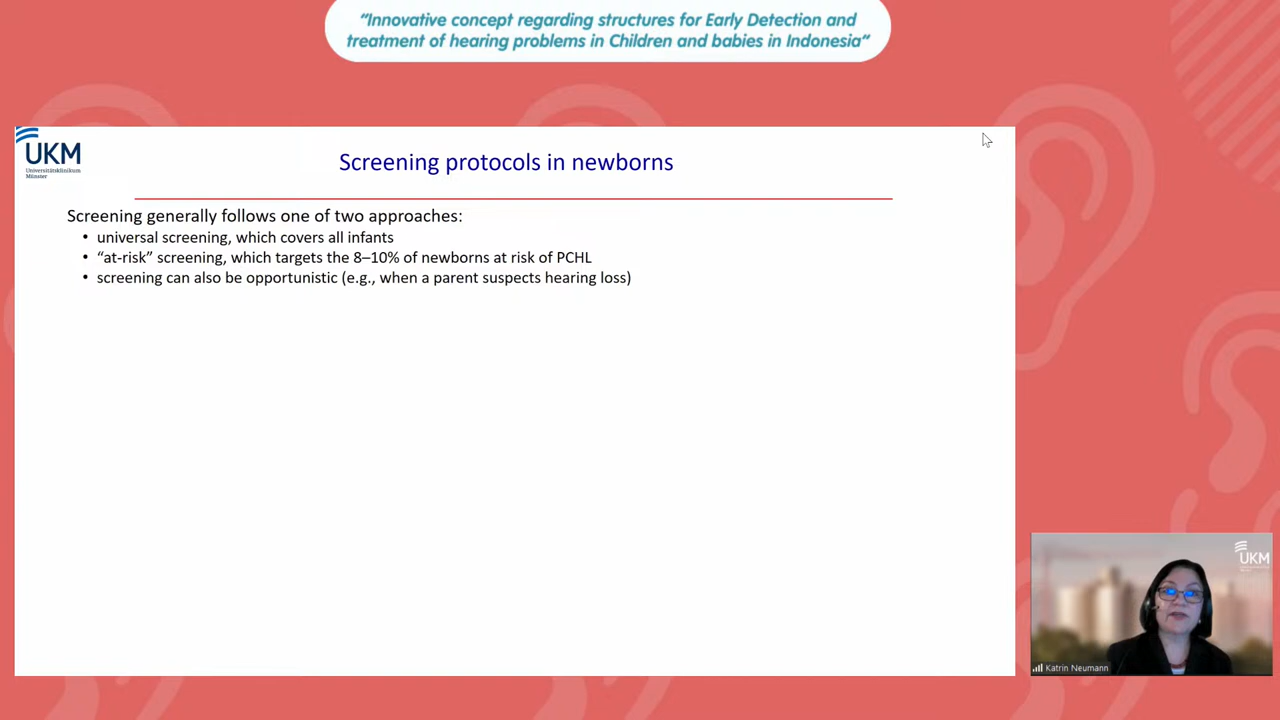 “Innovative concept regarding structures for Early Detection and
treatment of hearing problems in Children and babies in Indonesia“
UKM
Universitätsklinikum
Münster
Screening protocols in newborns
Screening generally follows one of two approaches:
• universal screening, which covers all infants
• “at-risk” screening, which targets the 8–10% of newborns at risk of PCHL
• screening can also be opportunistic (e.g., when a parent suspects hearing loss)
UKM
Katrin Neumann